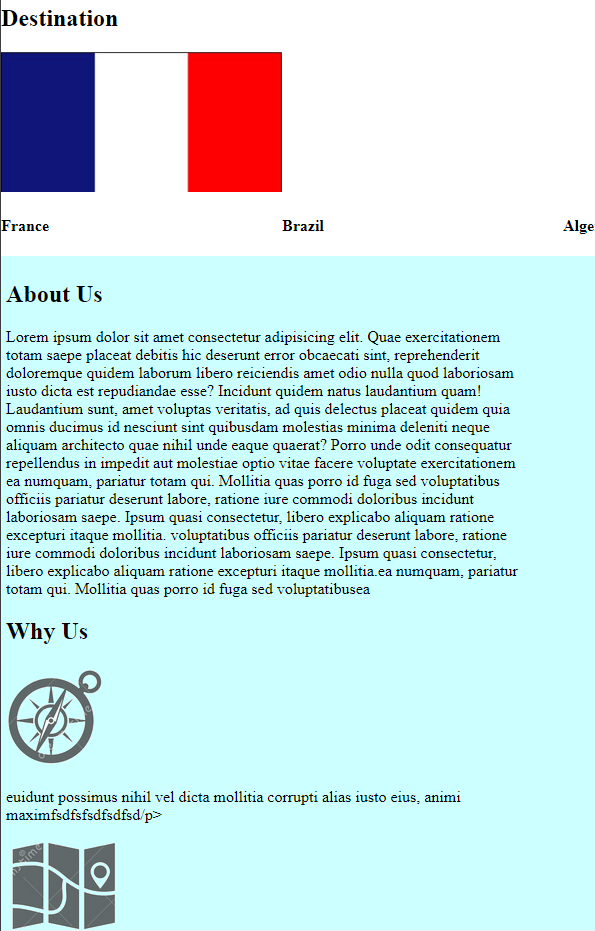 Destination
France Brazil Alge
About Us
Lorem ipsum dolor sit amet consectetur adipisicing elit. Quae exercitationem
totam saepe placeat debitis hic deserunt error obcaecati sint, reprehenderit
doloremque quidem laborum libero reiciendis amet odio nulla quod laboriosam
iusto dicta est repudiandae esse? Incidunt quidem natus laudantium quam!
Laudantium sunt, amet voluptas veritatis, ad quis delectus placeat quidem quia
omnis ducimus id nesciunt sint quibusdam molestias minima deleniti neque
aliquam architecto quae nihil unde eaque quaerat? Porro unde odit consequatur
repellendus in impedit aut molestiae optio vitae facere voluptate exercitationem
ea numquam, pariatur totam qui. Mollitia quas porro id fuga sed voluptatibus
officiis pariatur deserunt labore, ratione iure commodi doloribus incidunt
laboriosam saepe. Ipsum quasi consectetur, libero explicabo aliquam ratione
excepturi itaque mollitia. voluptatibus officiis pariatur deserunt labore, ratione
iure commodi doloribus incidunt laboriosam saepe. Ipsum quasi consectetur,
libero explicabo aliquam ratione excepturi itaque mollitia.ea numquam, pariatur
totam qui. Mollitia quas porro id fuga sed voluptatibusea
Why Us
euidunt possimus nihil vel dicta mollitia corrupti alias iusto eius, animi
maximfsdfsfsdfsdfsd/p>